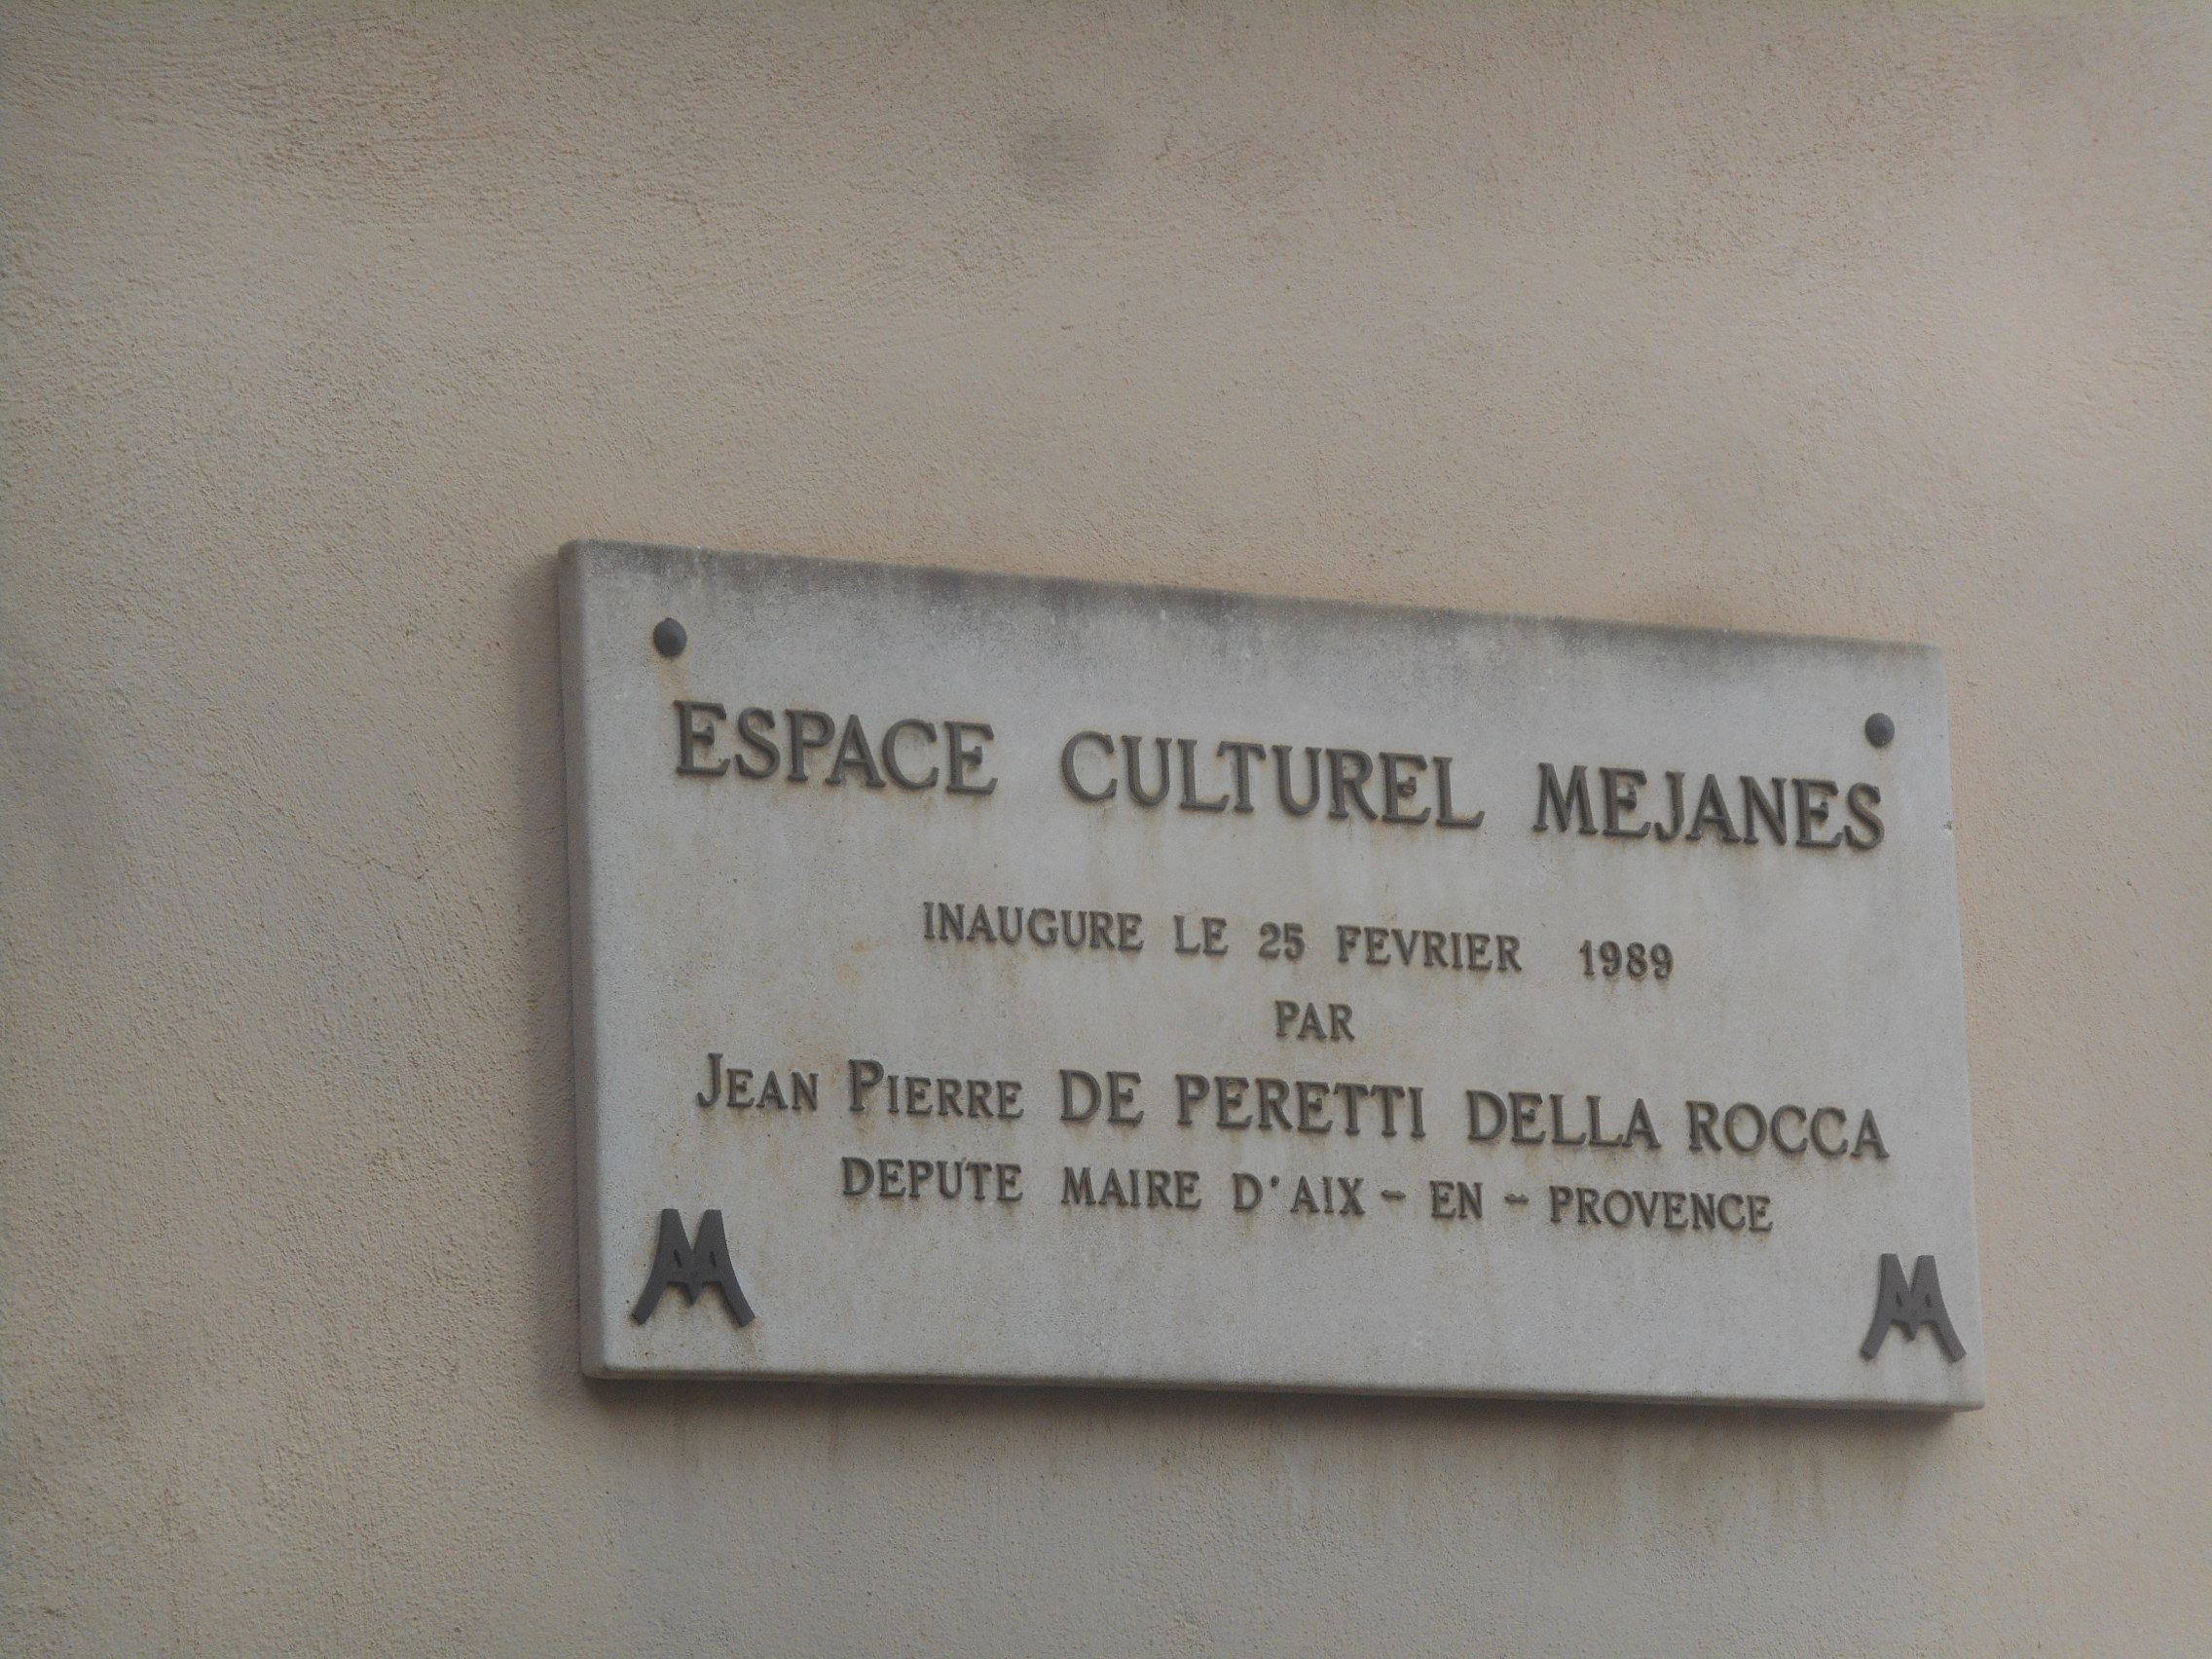 ESPACE CULTUREL MEJANES
INAUGURE LE 25 FEVRIER 1989
PAR
JEAN PIERRE DE PERETTI DELLA ROCCA
DEPUTE MAIRE D'AIX - EN - PROVENCE